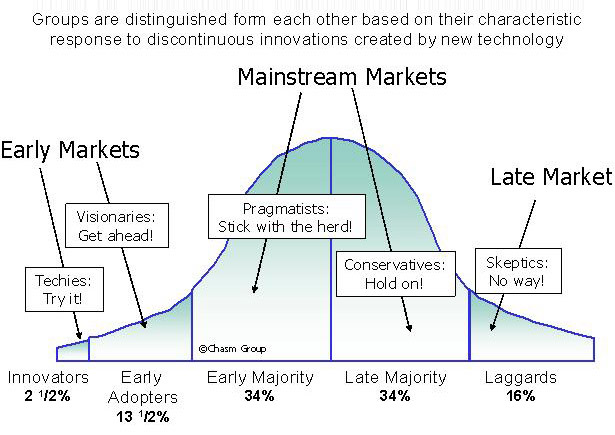 Groups are distinguished form each other based on their characteristic
response to discontinuous innovations created by new technology
Mainstream Markets
Early Markets
Late Market
Visionaries:
Get ahead!
Pragmatists:
Stick with the herd!
Techies:
Try it!
Conservatives:
Hold on!
Skeptics:
No way!
©Chasm Group
Innovators
2 1/2%
Early
Adopters
13 1/2%
Early Majority
34%
Late Majority
34%
Laggards
16%